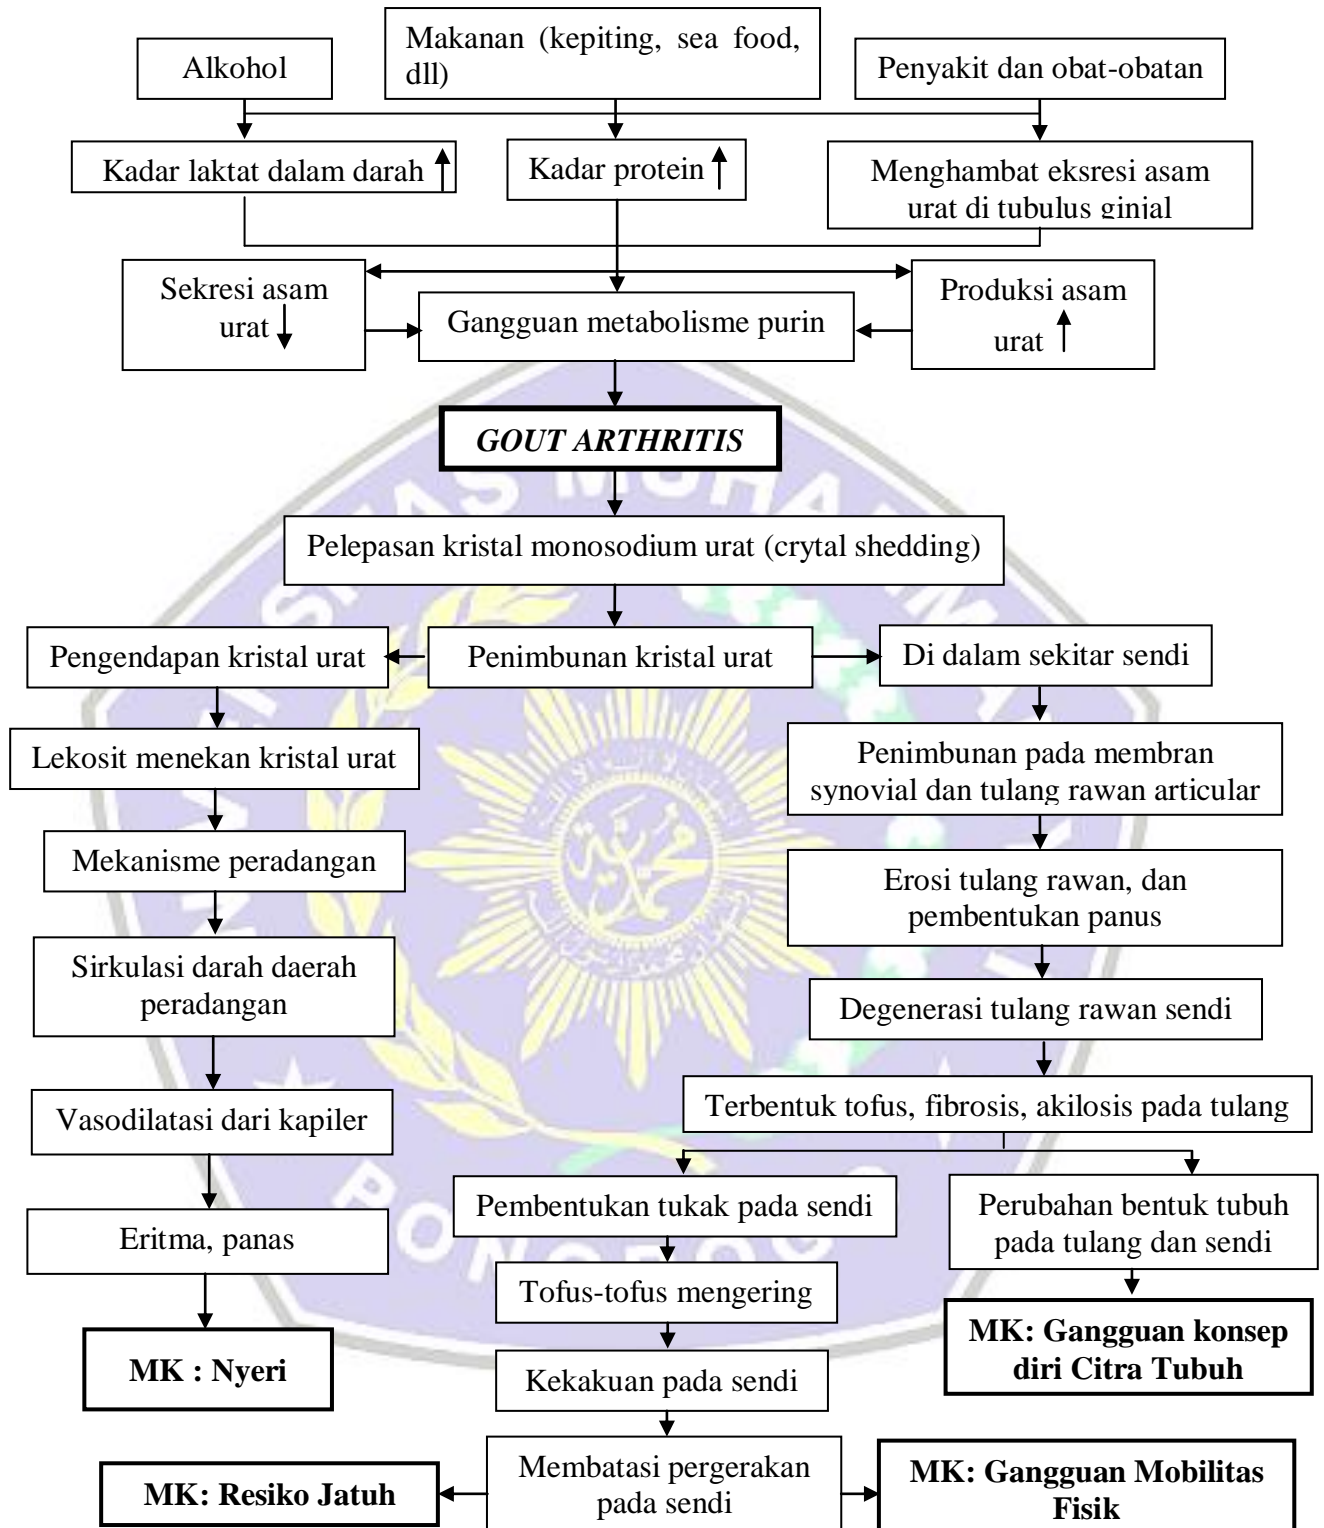 Alkohol
Makanan (kepiting, sea food,
dll)
Penyakit dan obat-obatan
Kadar laktat dalam darah
Kadar protein
Menghambat eksresi asam
urat di tubulus ginjal
Sekresi asam
urat
Gangguan metabolisme purin
Produksi asam
urat
GOUT ARTHRITIS
Pelepasan kristal monosodium urat (crytal shedding)
Pengendapan kristal urat
Penimbunan kristal urat
Di dalam sekitar sendi
Lekosit menekan kristal urat
Penimbunan pada membran
synovial dan tulang rawan articular
Mekanisme peradangan
Erosi tulang rawan, dan
pembentukan panus
Sirkulasi darah daerah
peradangan
Degenerasi tulang rawan sendi
Vasodilatasi dari kapiler
Terbentuk tofus, fibrosis, akilosis pada tulang
Pembentukan tukak pada sendi
Perubahan bentuk tubuh
pada tulang dan sendi
Eritma, panas
Tofus-tofus mengering
MK: Gangguan konsep
diri Citra Tubuh
MK : Nyeri
Kekakuan pada sendi
Membatasi pergerakan
pada sendi
MK: Resiko Jatuh
MK: Gangguan Mobilitas
Fisik